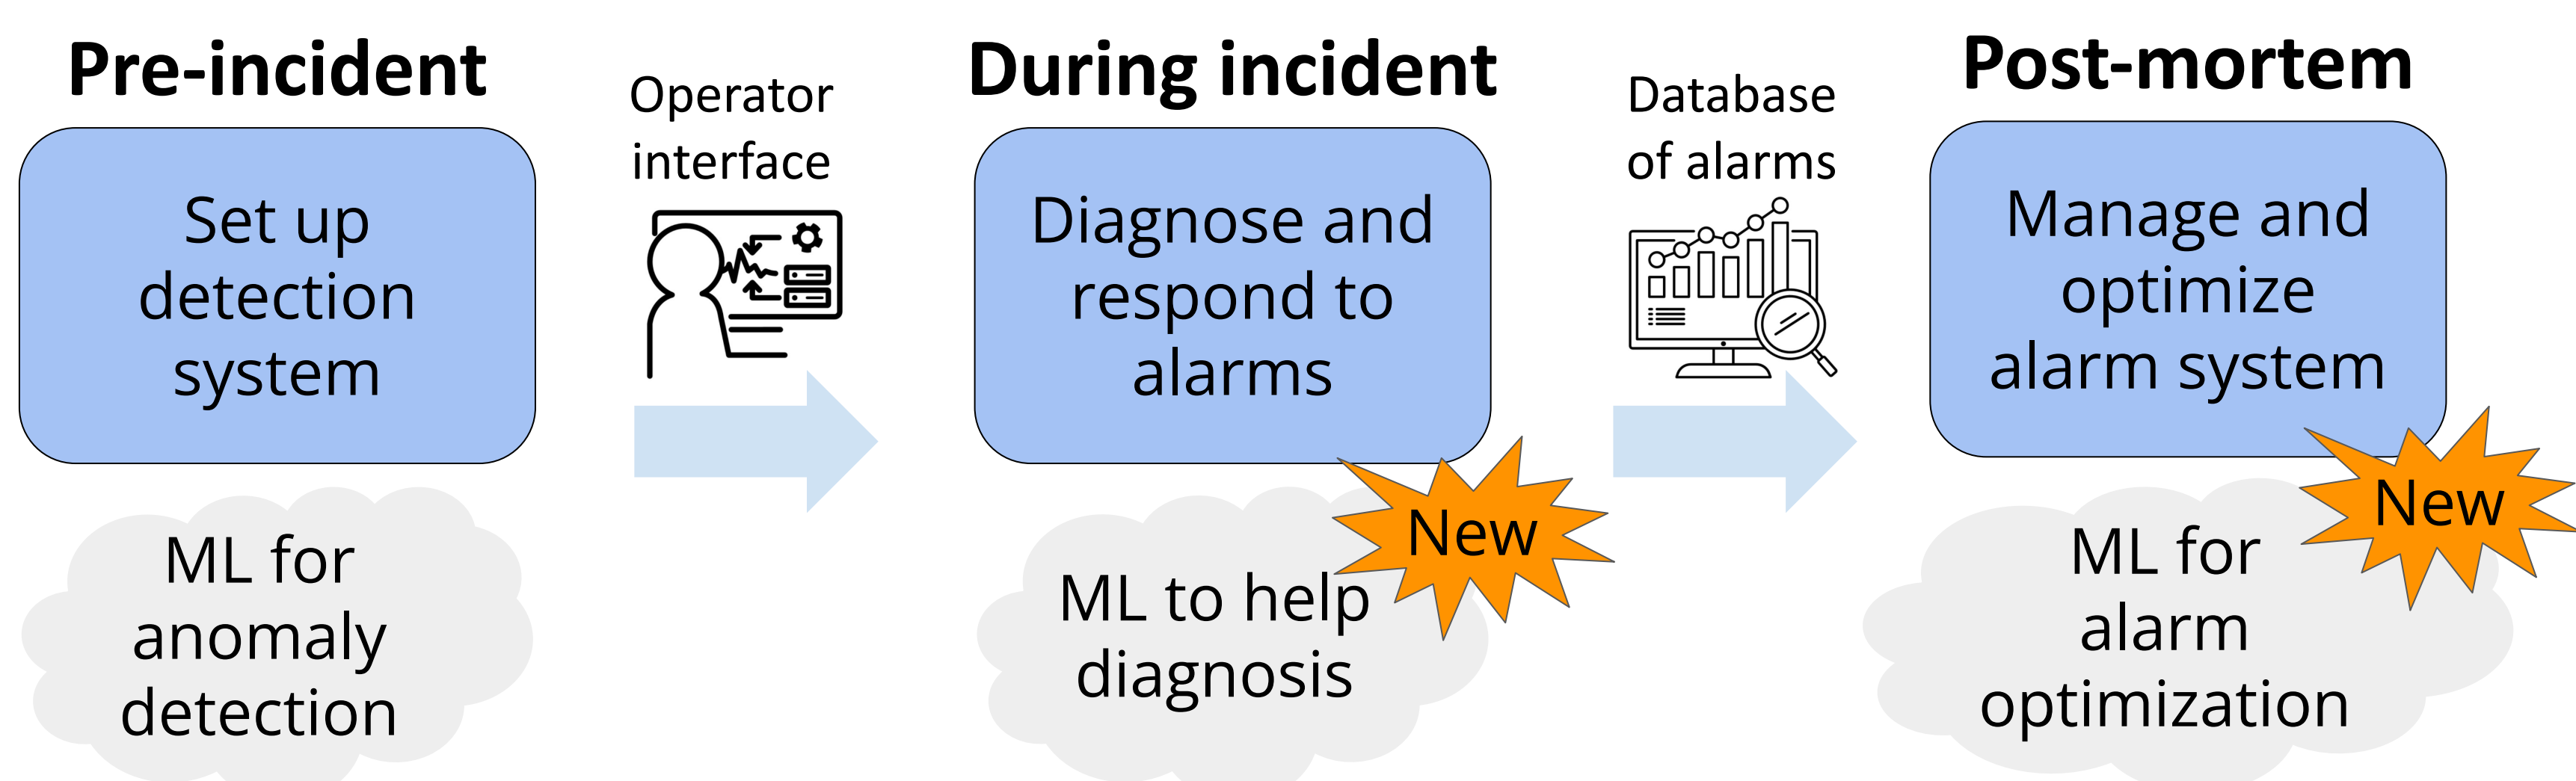 Pre-incident
Set up
detection
system
ML for
anomaly
detection
Operator
interface
During incident
Diagnose and
respond to
alarms
New
ML to help
diagnosis
Database
of alarms
Post-mortem
Manage and
optimize
alarm system
New
ML for
alarm
optimization